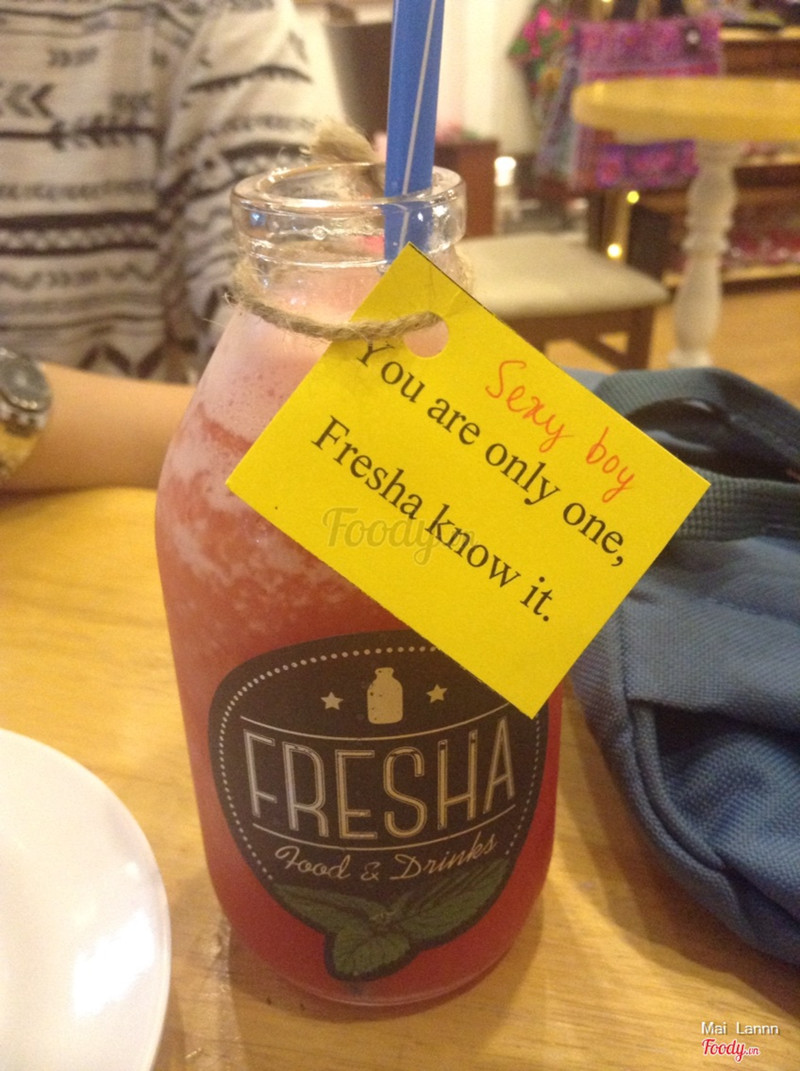 Sexy boy
You are only one,
Fresha know it.
Foody.vn
FRESHA
Food & Drinks
Mai Lannn
Foody.vn